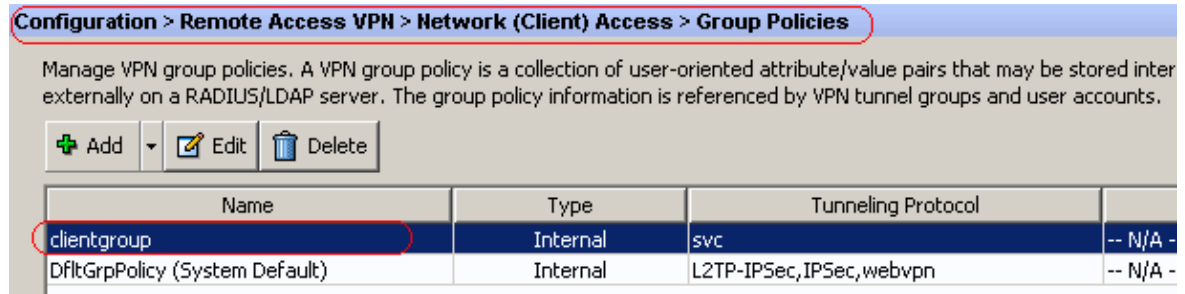 Configuration > Remote Access VPN > Network (Client) Access > Group Policies
Manage VPN group policies. A VPN group policy is a collection of user-oriented attribute/value pairs that may be stored inter
externally on a RADIUS/LDAP server. The group policy information is referenced by VPN tunnel groups and user accounts.
Add Edit Delete
Name Type Tunneling Protocol
clientgroup Internal svc -- N/A -
DfltGrpPolicy (System Default) Internal L2TP-IPSec,IPSec,webvpn -- N/A -